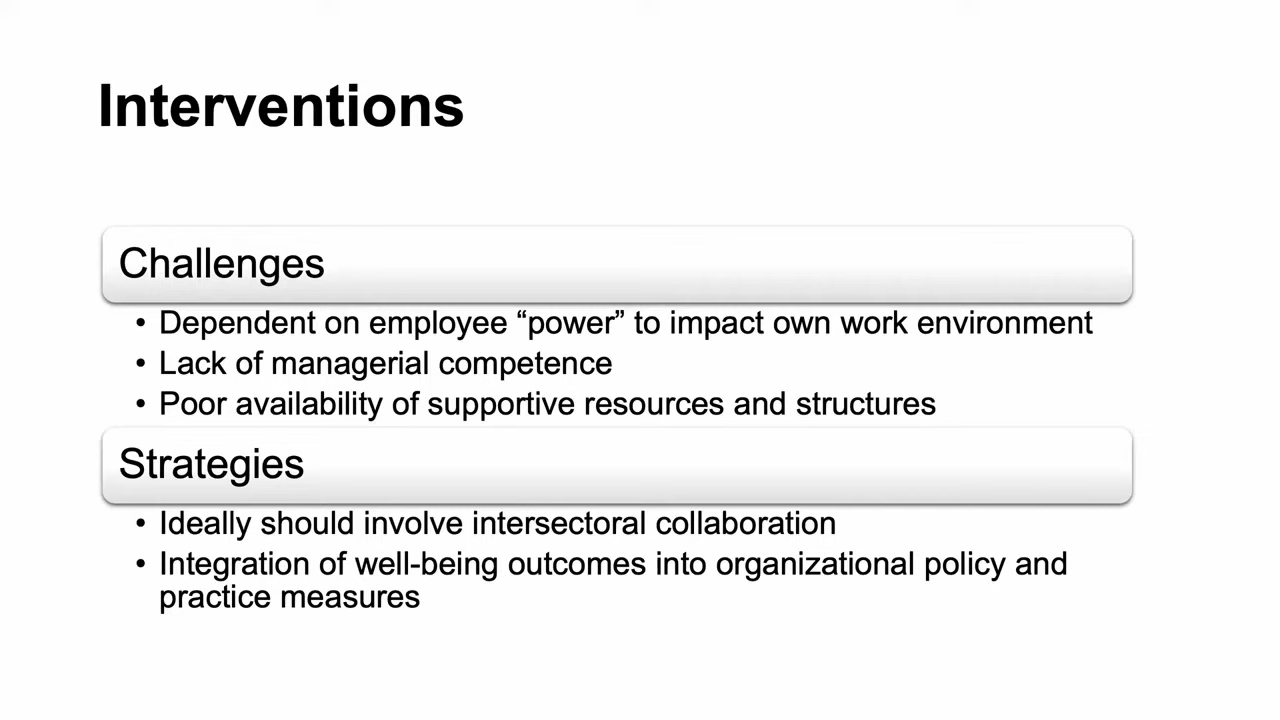 Interventions
Challenges
• Dependent on employee “power” to impact own work environment
• Lack of managerial competence
• Poor availability of supportive resources and structures
Strategies
• Ideally should involve intersectoral collaboration
• Integration of well-being outcomes into organizational policy and
practice measures